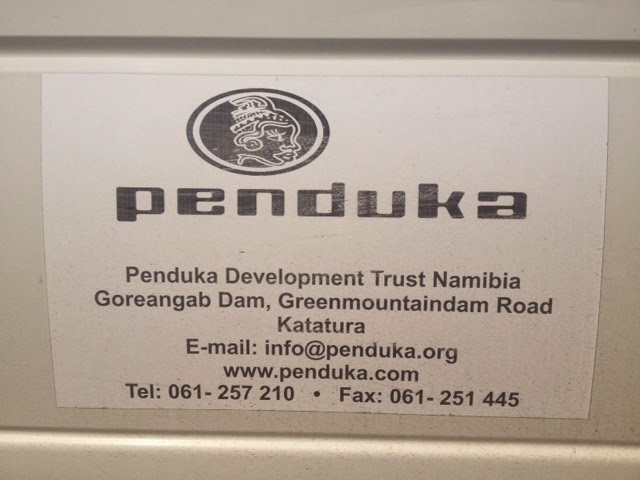 penduka
Penduka Development Trust Namibia
Goreangab Dam, Greenmountaindam Road
Katatura
E-mail: info@penduka.org
www.penduka.com
Tel: 061- 257 210 • Fax: 061- 251 445